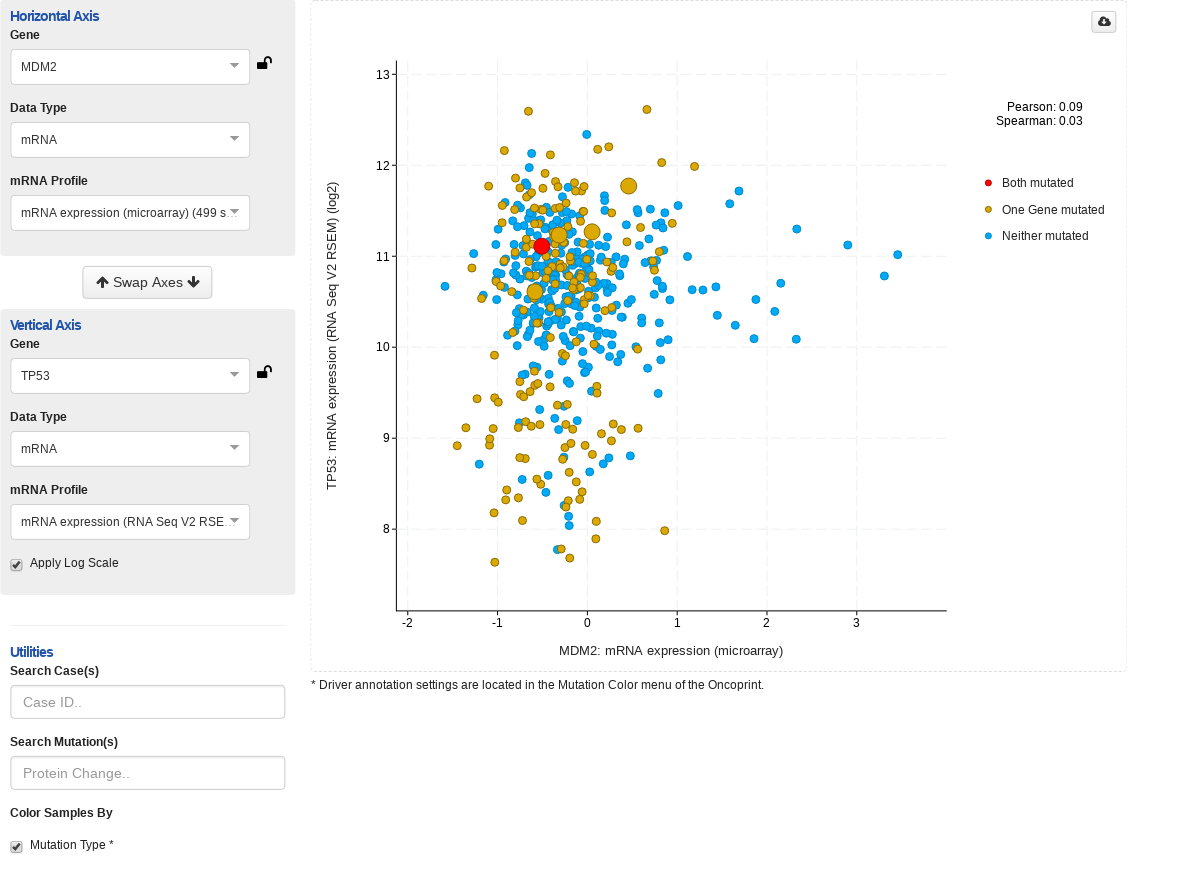 Horizontal Axis
Gene
MDM2
Data Type
mRNA
mRNA Profile
mRNA expression (microarray) (499 s…
Swap Axes
Vertical Axis
Gene
TP53
Data Type
mRNA
mRNA Profile
mRNA expression (RNA Seq V2 RSE…
Apply Log Scale
Utilities
Search Case(s)
Case ID..
Search Mutation(s)
Protein Change..
Color Samples By
Mutation Type *
TP53: mRNA expression (RNA Seq V2 RSEM) (log2)
13
12
11
10
9
8
-2
-1
0
1
2
3
MDM2: mRNA expression (microarray)
Pearson: 0.09
Spearman: 0.03
Both mutated
One Gene mutated
Neither mutated
* Driver annotation settings are located in the Mutation Color menu of the Oncoprint.